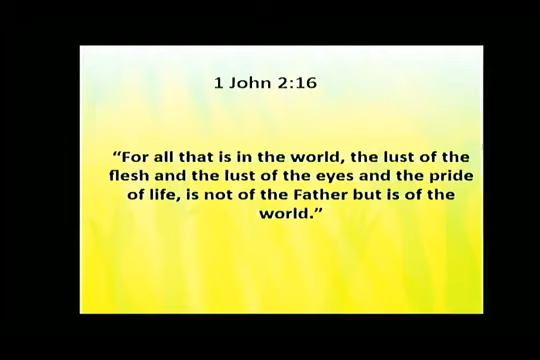 1 John 2:16
“For all that is in the world, the lust of the
flesh and the lust of the eyes and the pride
of life, is not of the Father but is of the
world.”